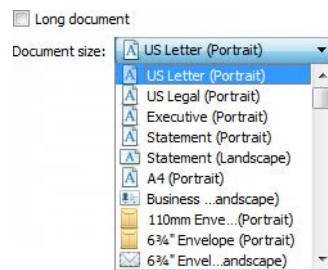 Long document
Document size: US Letter (Portrait)
US Letter (Portrait)
US Legal (Portrait)
Executive (Portrait)
Statement (Portrait)
Statement (Landscape)
A4 (Portrait)
Business ...andscape)
110mm Enve...(Portrait)
6¾" Envelope (Portrait)
6¾" Envel...andscape)